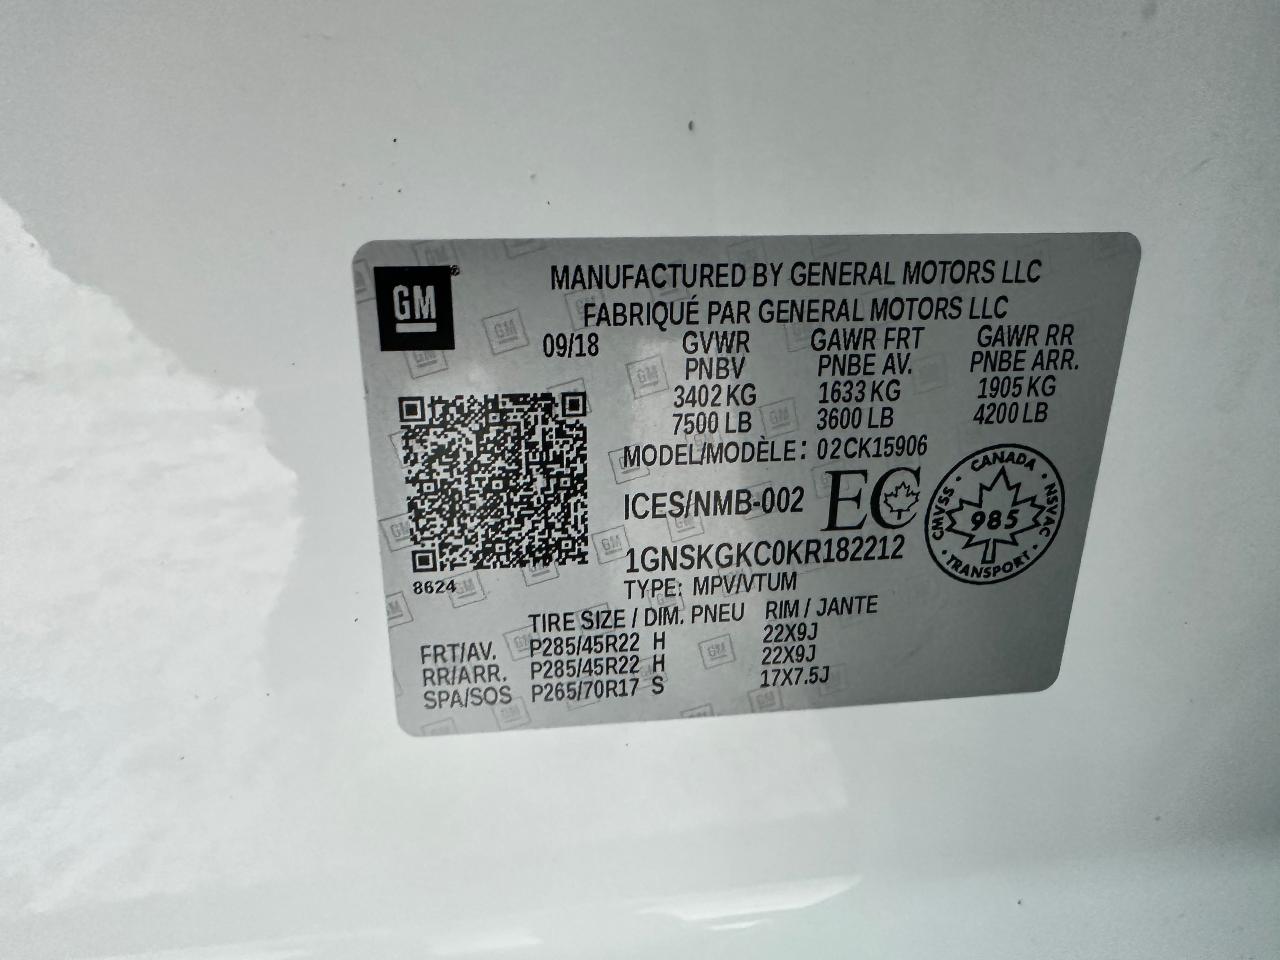 GM
MANUFACTURED BY GENERAL MOTORS LLC
FABRIQUÉ PAR GENERAL MOTORS LLC
09/18 GVWR GAWR FRT GAWR RR
PNBV PNBE AV. PNBE ARR.
3402 KG 1633 KG 1905 KG
7500 LB 3600 LB 4200 LB
MODEL/MODÈLE: 02CK15906
ICES/NMB-002 EC
CANADA
CMVSS 985 NSVAC
TRANSPORT
1GNSKGKC0KR182212
8624
TYPE: MPV/VTUM
TIRE SIZE / DIM. PNEU RIM / JANTE
FRT/AV. P285/45R22 H 22X9J
RR/ARR. P285/45R22 H 22X9J
SPA/SOS P265/70R17 S 17X7.5J